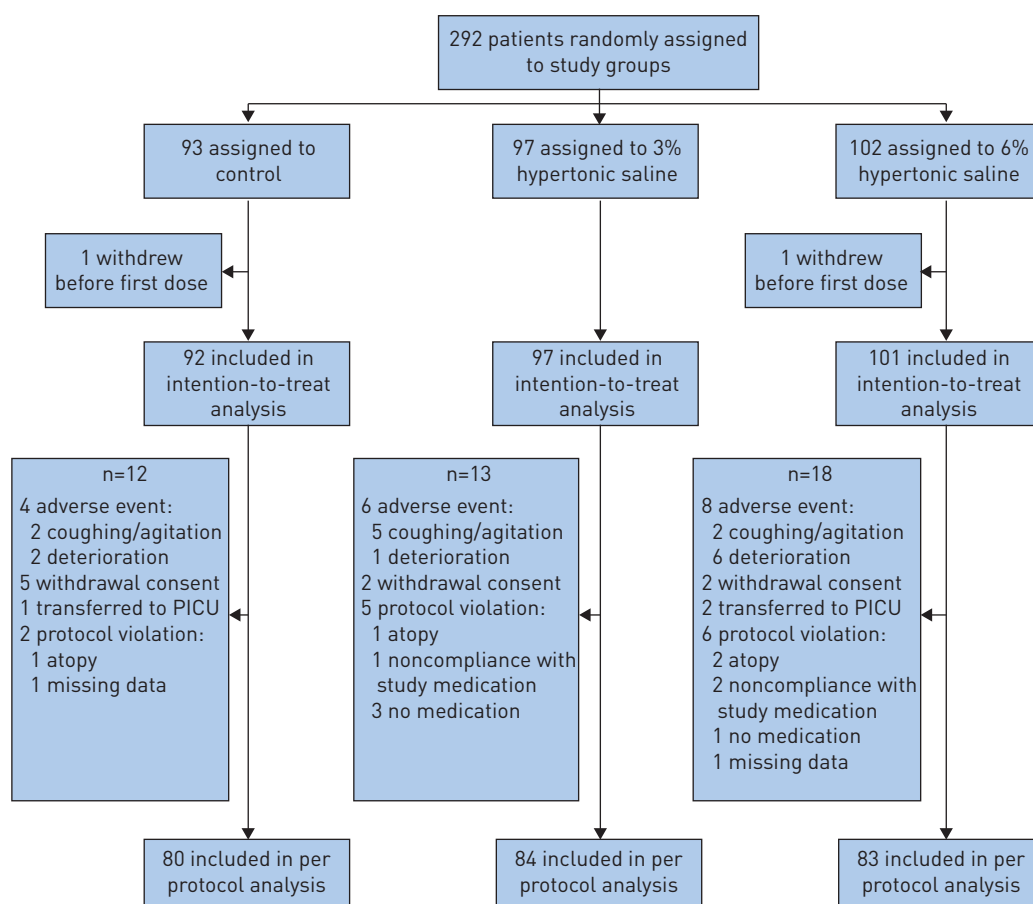 292 patients randomly assigned
to study groups
93 assigned to
control
97 assigned to 3%
hypertonic saline
102 assigned to 6%
hypertonic saline
1 withdrew
before first dose
1 withdrew
before first dose
92 included in
intention-to-treat
analysis
97 included in
intention-to-treat
analysis
101 included in
intention-to-treat
analysis
n=12
4 adverse event:
2 coughing/agitation
2 deterioration
5 withdrawal consent
1 transferred to PICU
2 protocol violation:
1 atopy
1 missing data
n=13
6 adverse event:
5 coughing/agitation
1 deterioration
2 withdrawal consent
5 protocol violation:
1 atopy
1 noncompliance with
study medication
3 no medication
n=18
8 adverse event:
2 coughing/agitation
6 deterioration
2 withdrawal consent
2 transferred to PICU
6 protocol violation:
2 atopy
2 noncompliance with
study medication
1 no medication
1 missing data
80 included in per
protocol analysis
84 included in per
protocol analysis
83 included in per
protocol analysis